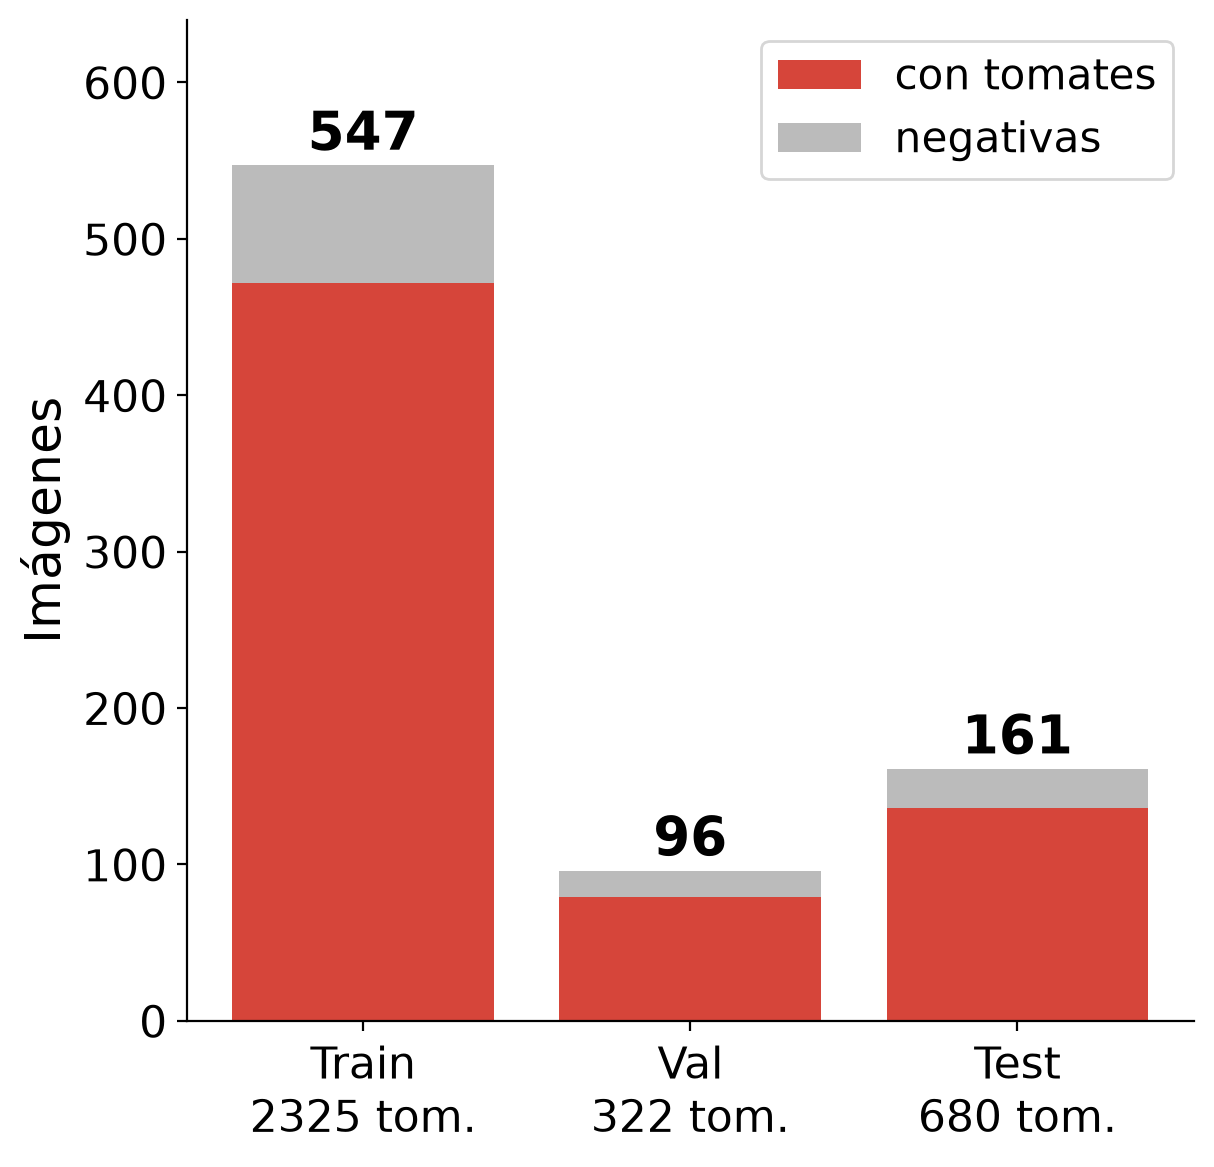 con tomates
negativas
547
96
161
Imágenes
600
500
400
300
200
100
0
Train
2325 tom.
Val
322 tom.
Test
680 tom.